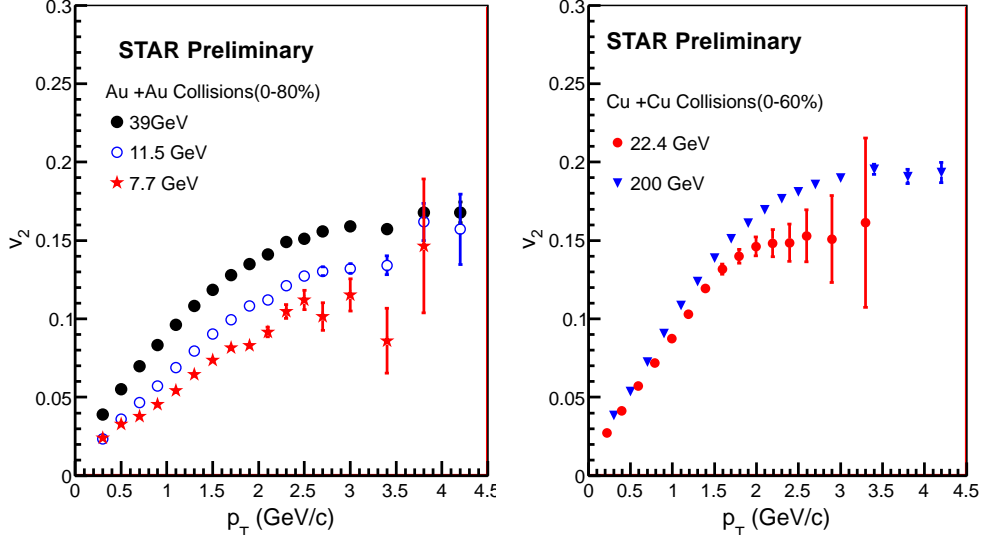 0.3
0.25
0.2
0.15
0.1
0.05
0
v2
STAR Preliminary
Au +Au Collisions(0-80%)
39GeV
11.5 GeV
7.7 GeV
0 0.5 1 1.5 2 2.5 3 3.5 4 4.5
pT (GeV/c)
0.3
0.25
0.2
0.15
0.1
0.05
0
v2
STAR Preliminary
Cu +Cu Collisions(0-60%)
22.4 GeV
200 GeV
0 0.5 1 1.5 2 2.5 3 3.5 4 4.5
pT (GeV/c)